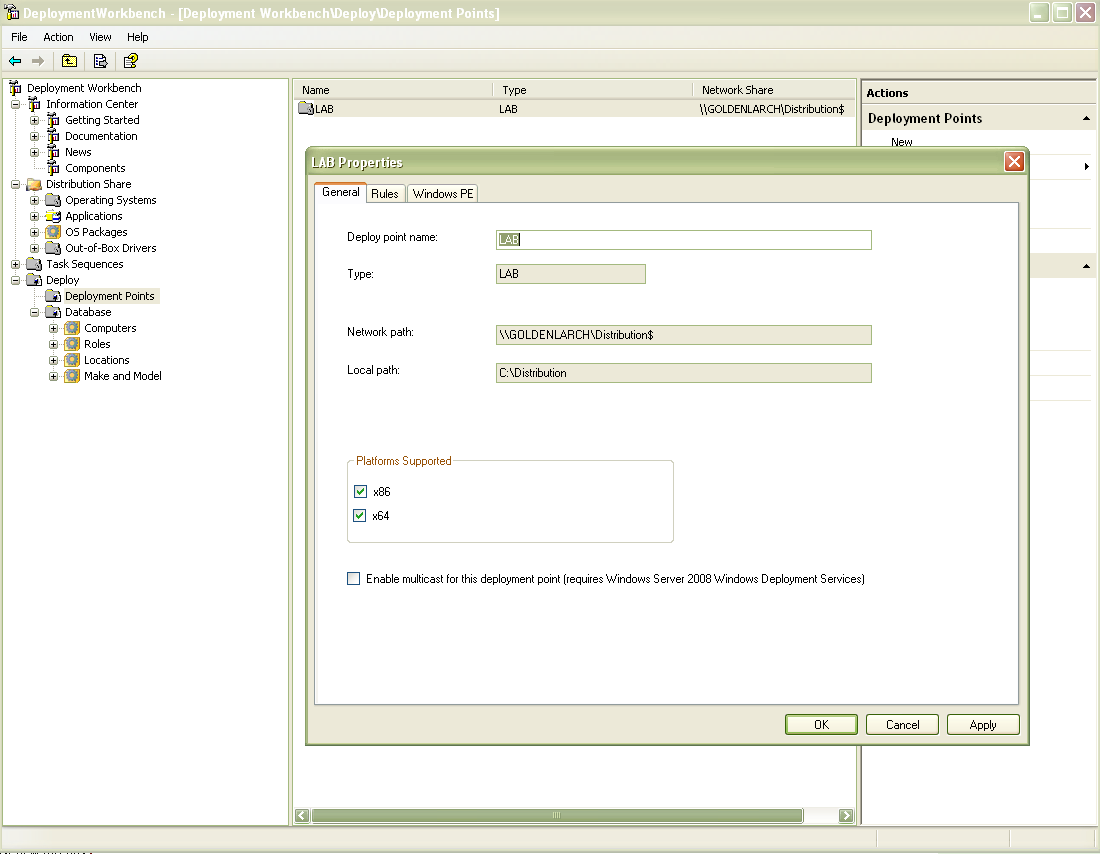 DeploymentWorkbench - [Deployment Workbench\Deploy\Deployment Points]
File Action View Help
Deployment Workbench
Information Center
Getting Started
Documentation
News
Components
Distribution Share
Operating Systems
Applications
OS Packages
Out-of-Box Drivers
Task Sequences
Deploy
Deployment Points
Database
Computers
Roles
Locations
Make and Model
Name Type Network Share
LAB LAB \\GOLDENLARCH\Distribution$
Actions
Deployment Points
New
LAB Properties
General Rules Windows PE
Deploy point name: LAB
Type: LAB
Network path: \\GOLDENLARCH\Distribution$
Local path: C:\Distribution
Platforms Supported
x86
x64
Enable multicast for this deployment point (requires Windows Server 2008 Windows Deployment Services)
OK Cancel Apply